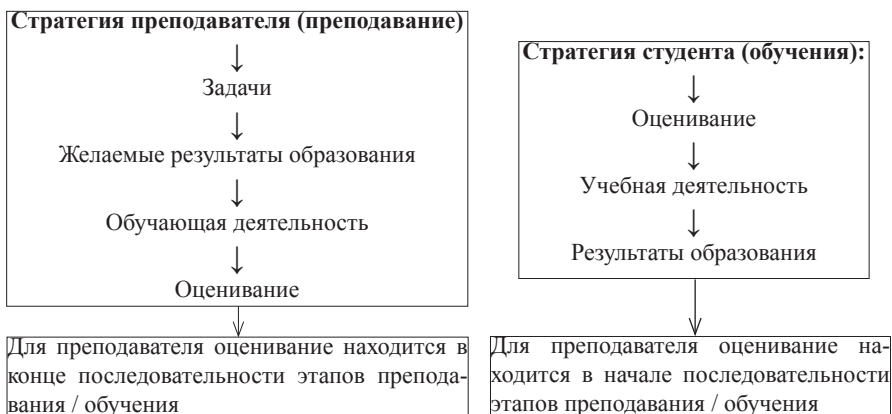 Стратегия преподавателя (преподавание)
Задачи
Желаемые результаты образования
Обучающая деятельность
Оценивание
Для преподавателя оценивание находится в
конце последовательности этапов препода-
вания / обучения
Стратегия студента (обучения):
Оценивание
Учебная деятельность
Результаты образования
Для преподавателя оценивание на-
ходится в начале последовательности
этапов преподавания / обучения